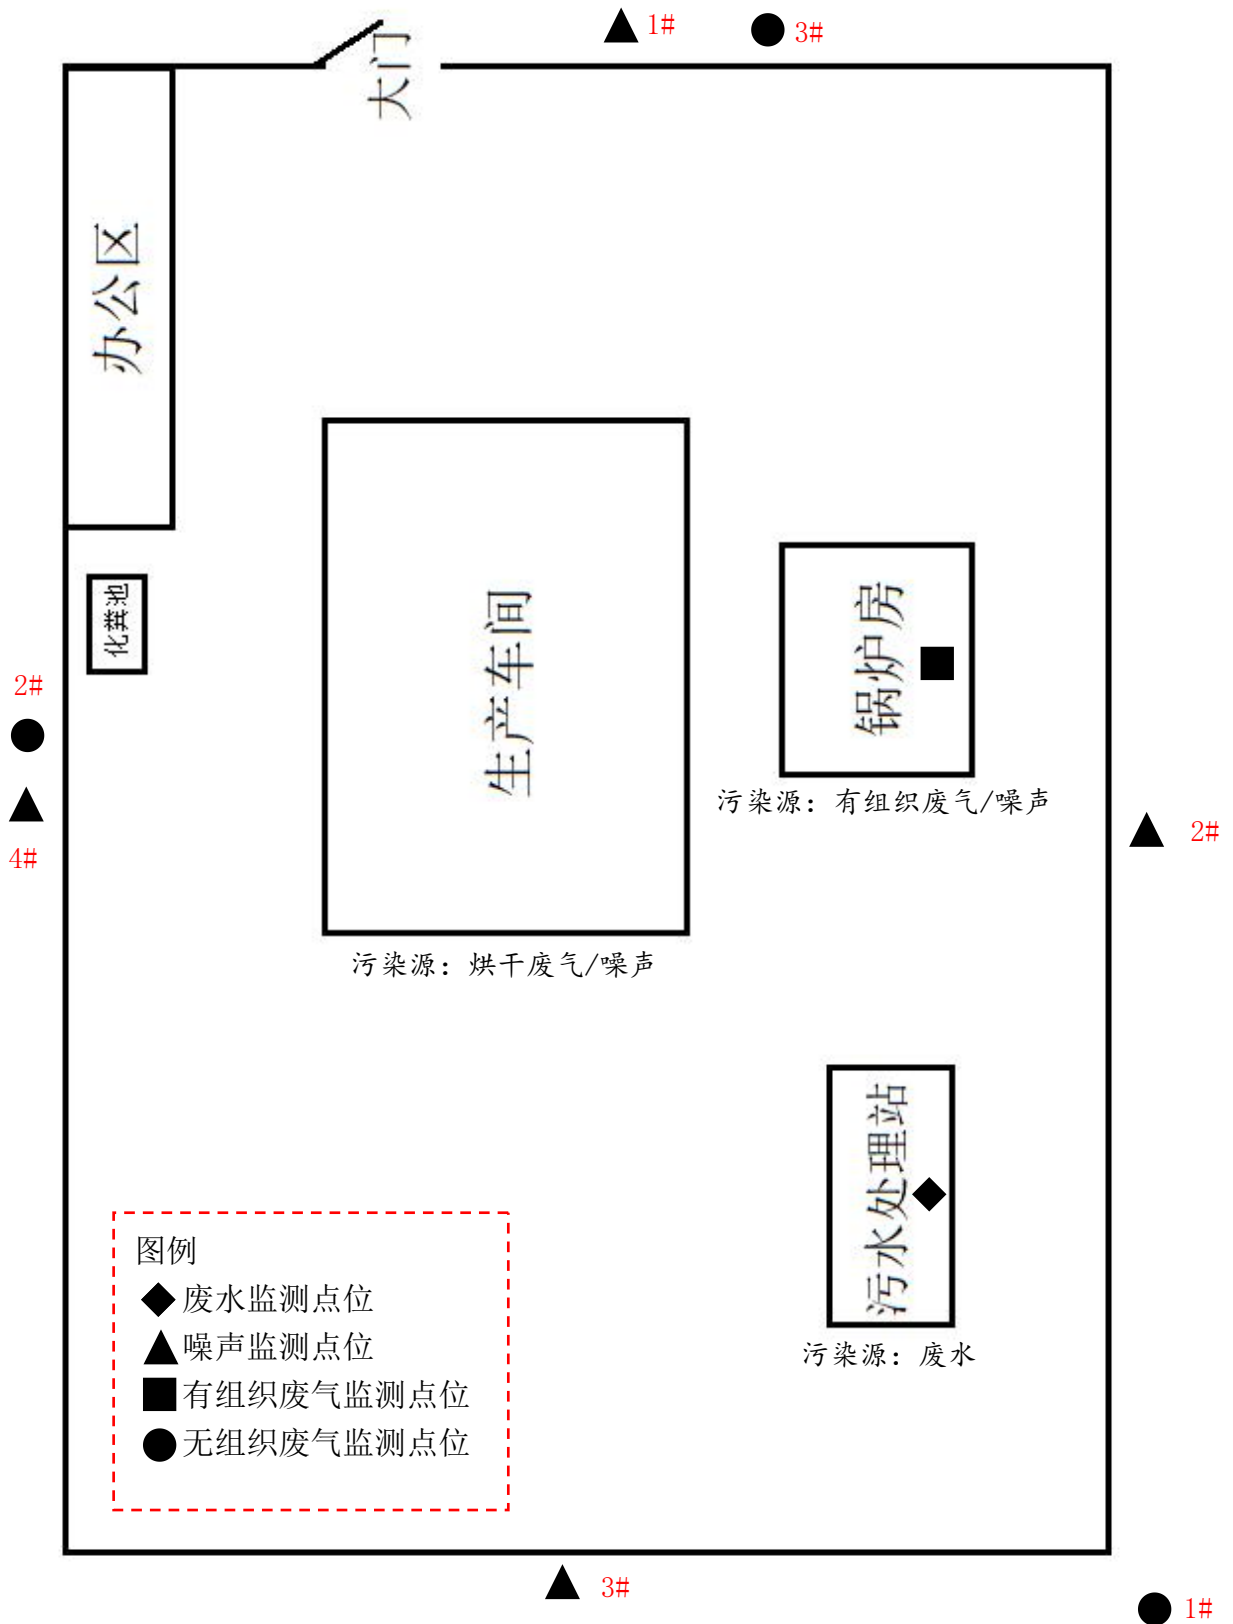 1#
3#
大门
办公区
化粪池
2#
4#
生产车间
锅炉房
污染源：有组织废气/噪声
2#
污染源：烘干废气/噪声
污水处理站
污染源：废水
图例
废水监测点位
噪声监测点位
有组织废气监测点位
无组织废气监测点位
3#
1#